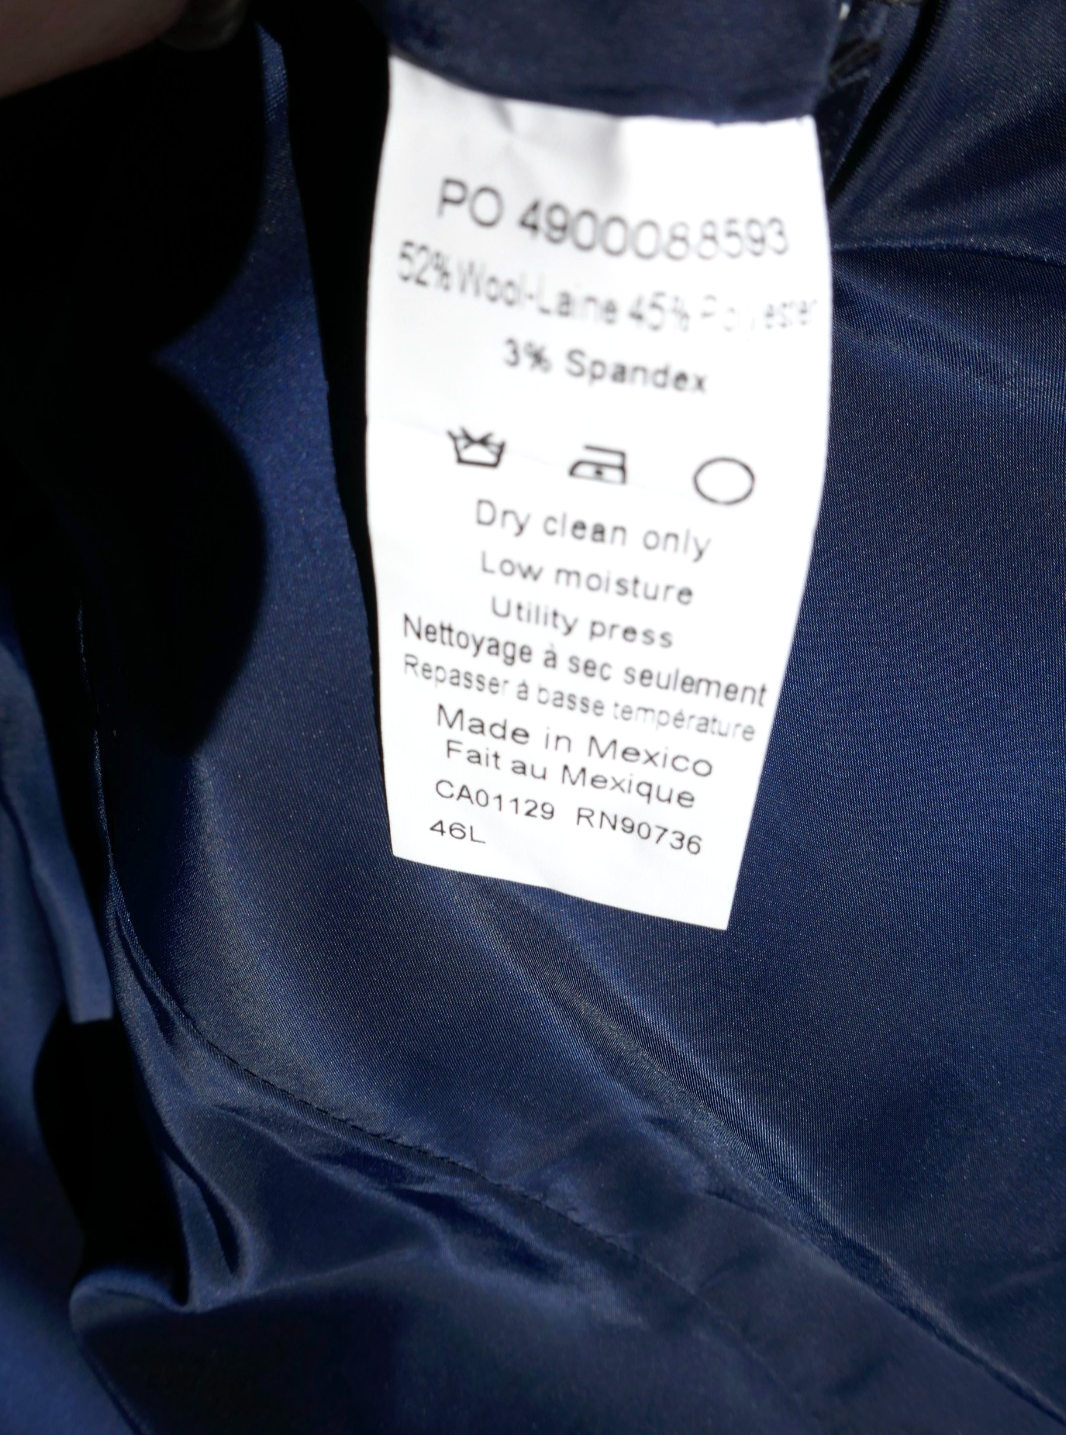 PO 4900088593
52% Wool-Laine 45% Polyester
3% Spandex
Dry clean only
Low moisture
Utility press
Nettoyage à sec seulement
Repasser à basse température
Made in Mexico
Fait au Mexique
CA01129 RN90736
46L